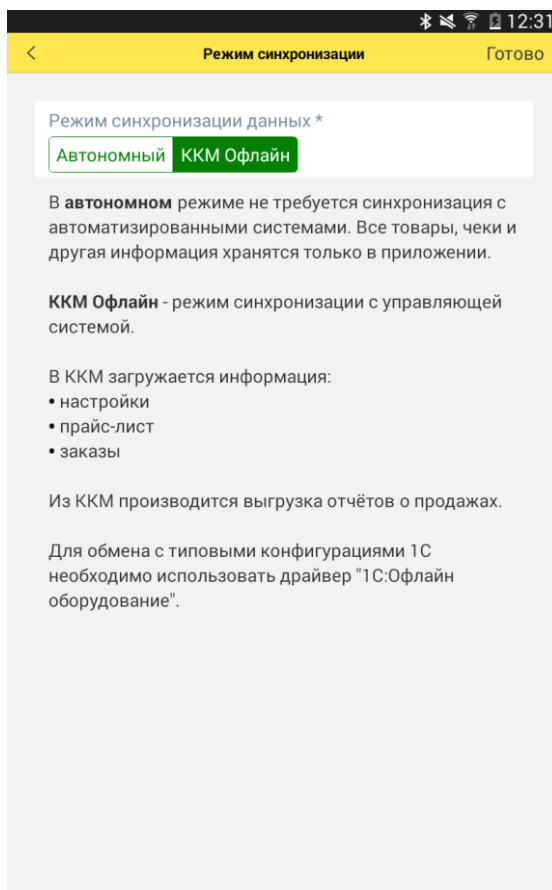 12:31
Режим синхронизации
Готово
Режим синхронизации данных *
Автономный ККМ Офлайн
В автономном режиме не требуется синхронизация с
автоматизированными системами. Все товары, чеки и
другая информация хранятся только в приложении.
ККМ Офлайн - режим синхронизации с управляющей
системой.
В ККМ загружается информация:
• настройки
• прайс-лист
• заказы
Из ККМ производится выгрузка отчётов о продажах.
Для обмена с типовыми конфигурациями 1С
необходимо использовать драйвер "1С:Офлайн
оборудование".